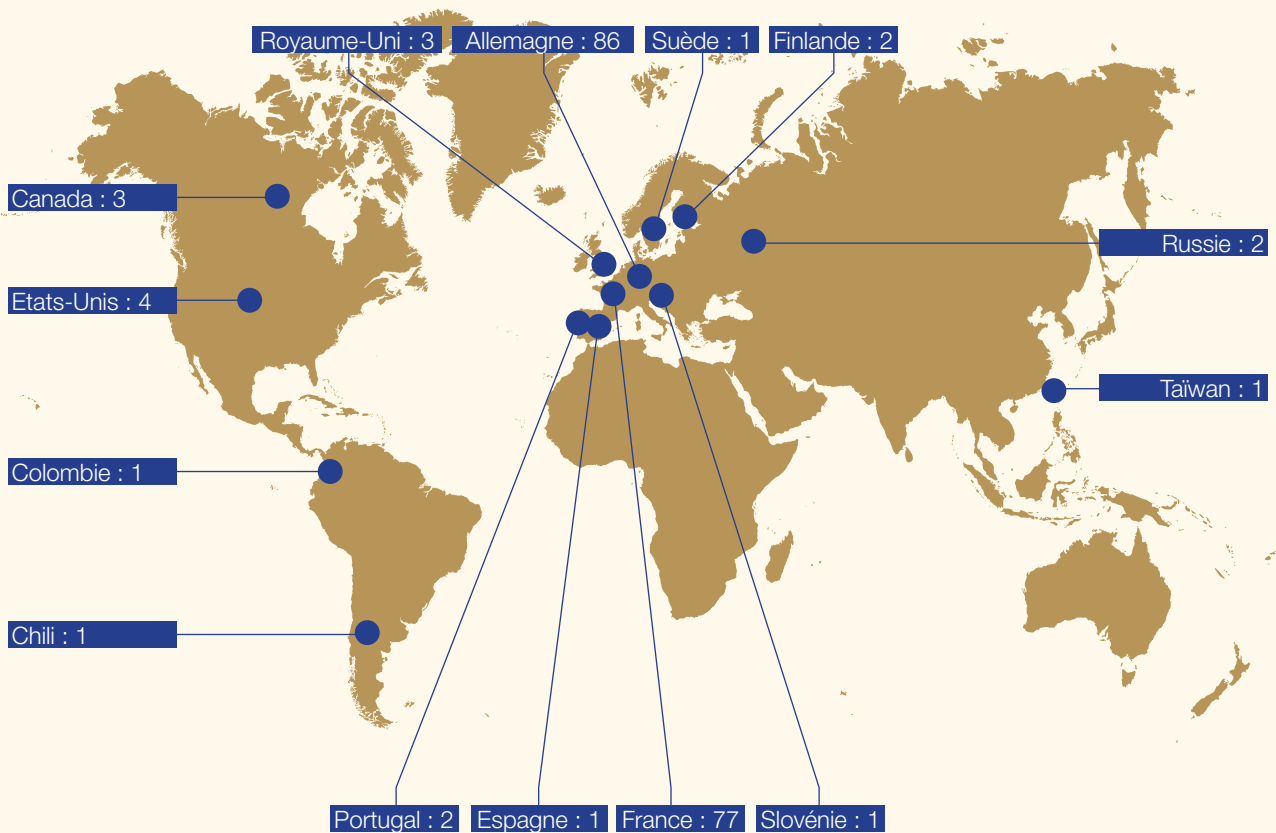 Royaume-Uni : 3
Allemagne : 86
Suède : 1
Finlande : 2
Canada : 3
Russie : 2
Etats-Unis : 4
Taïwan : 1
Colombie : 1
Chili : 1
Portugal : 2
Espagne : 1
France : 77
Slovénie : 1